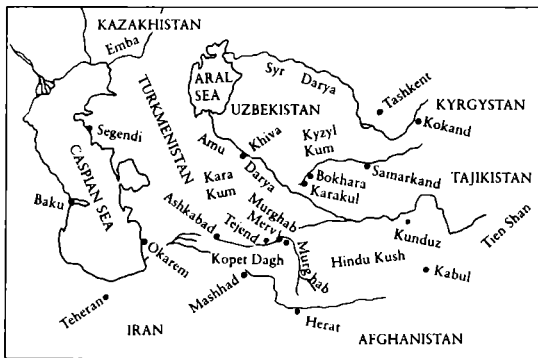 KAZAKHSTAN
Emba
ARAL
SEA
Syr Darya
Tashkent
TURKMENISTAN
UZBEKISTAN
KYRGYSTAN
Segendi
Kokand
CASPIAN SEA
Amu Darya
Khiva
Kyzyl
Kum
Samarkand
Bokhara
Karakul
TAJIKISTAN
Kara
Kum
Baku
Ashkabad
Tejend
Murghab
Merv
Murghab
Kunduz
Tien Shan
Okarem
Kopet Dagh
Hindu Kush
Kabul
Mashhad
Teheran
Herat
IRAN
AFGHANISTAN